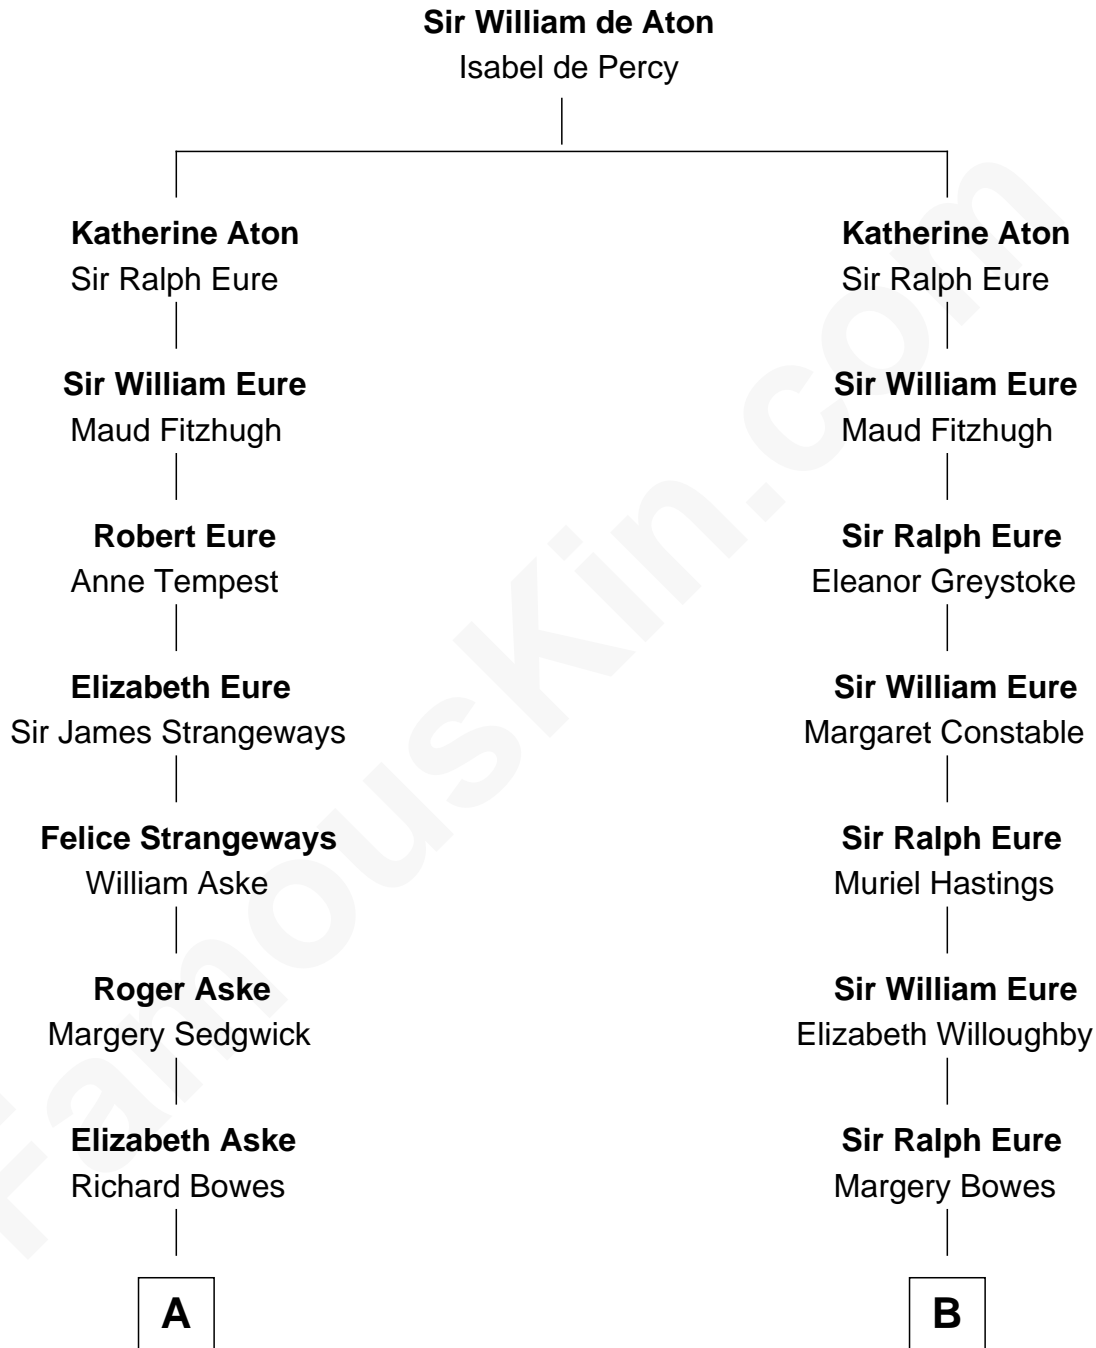 Sir William de Aton
Isabel de Percy
Katherine Aton
Sir Ralph Eure
Sir William Eure
Maud Fitzhugh
Robert Eure
Anne Tempest
Elizabeth Eure
Sir James Strangeways
Felice Strangeways
William Aske
Roger Aske
Margery Sedgwick
Elizabeth Aske
Richard Bowes
A
Katherine Aton
Sir Ralph Eure
Sir William Eure
Maud Fitzhugh
Sir Ralph Eure
Eleanor Greystoke
Sir William Eure
Margaret Constable
Sir Ralph Eure
Muriel Hastings
Sir William Eure
Elizabeth Willoughby
Sir Ralph Eure
Margery Bowes
B
FamousKin.com